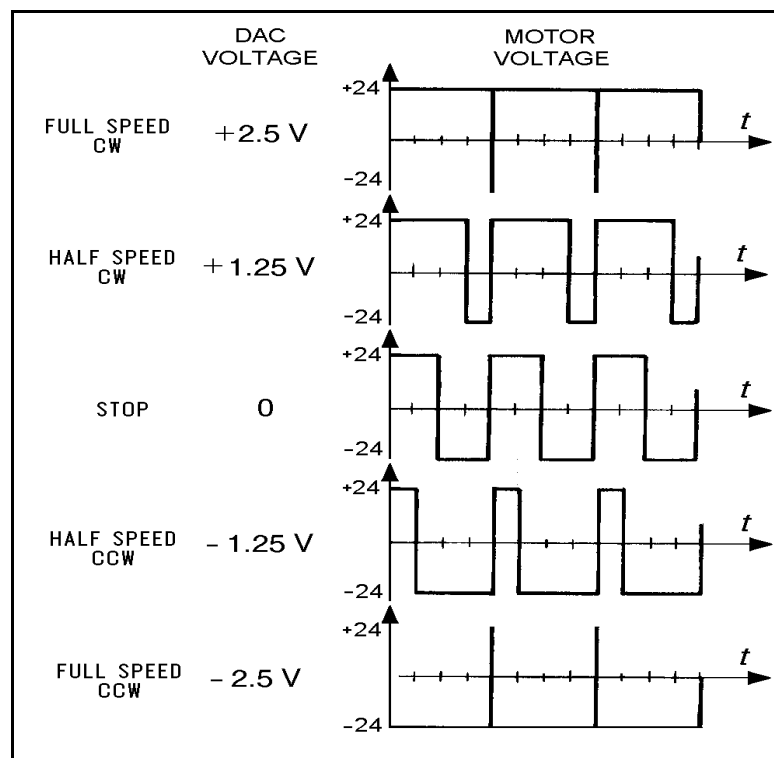 DAC
VOLTAGE
MOTOR
VOLTAGE
FULL SPEED
CW
+2.5 V
+24
-24
t
HALF SPEED
CW
+1.25 V
+24
-24
t
STOP
0
+24
-24
t
HALF SPEED
CCW
- 1.25 V
+24
-24
t
FULL SPEED
CCW
- 2.5 V
+24
-24
t